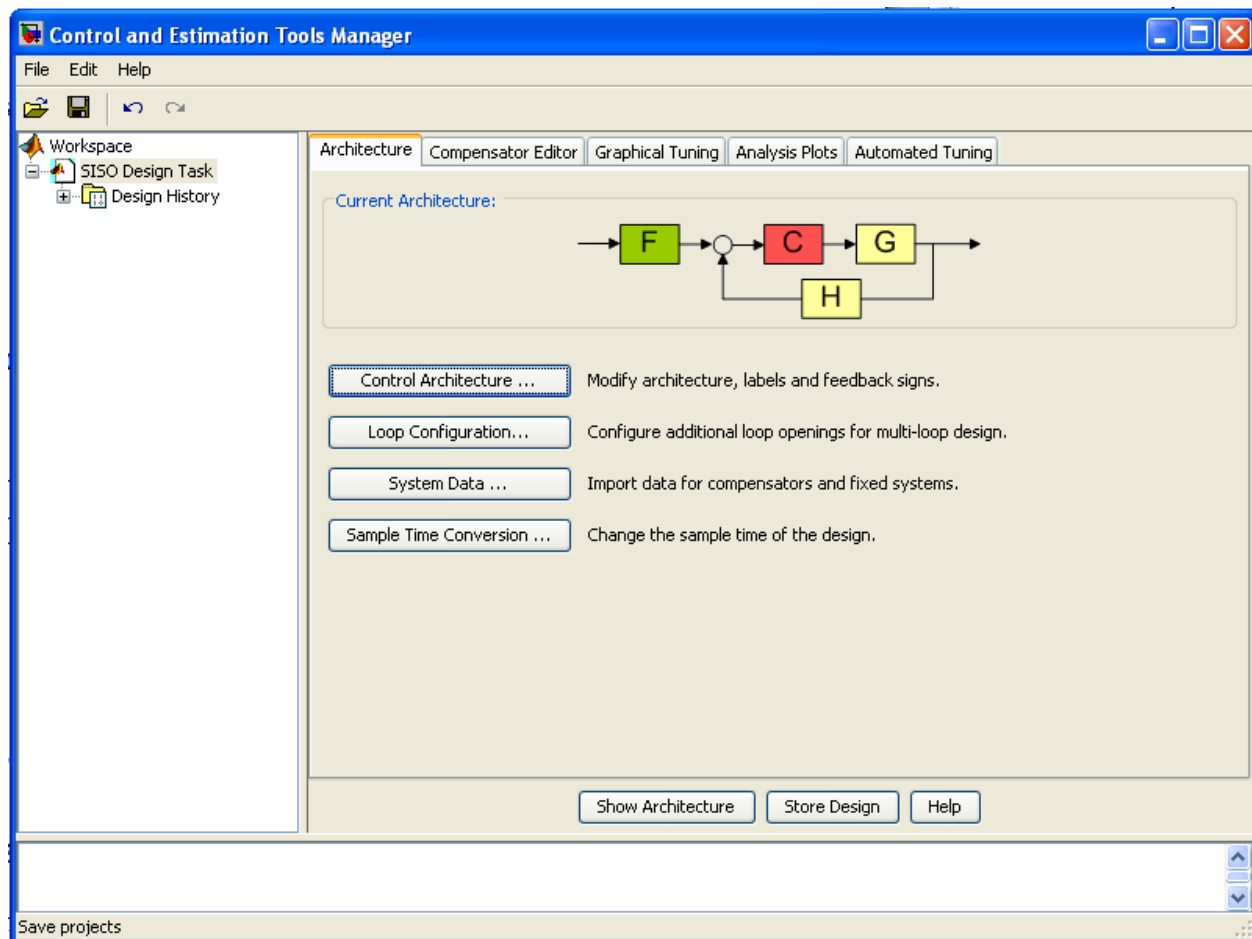 Control and Estimation Tools Manager
File Edit Help
Workspace
SISO Design Task
Design History
Architecture Compensator Editor Graphical Tuning Analysis Plots Automated Tuning
Current Architecture:
F C G
H
Control Architecture ... Modify architecture, labels and feedback signs.
Loop Configuration... Configure additional loop openings for multi-loop design.
System Data ... Import data for compensators and fixed systems.
Sample Time Conversion ... Change the sample time of the design.
Show Architecture Store Design Help
Save projects